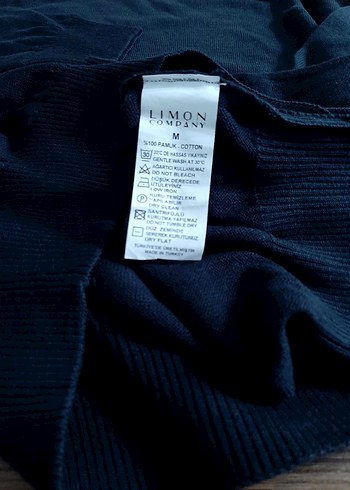 LIMON
COMPANY
M
%100 PAMUK - COTTON
30°C DE HASSAS YIKAYINIZ
GENTLE WASH AT 30°C
AĞARTICI KULLANILMAZ
DO NOT BLEACH
DÜŞÜK DERECEDE
ÜTÜLEYİNİZ
LOW IRON
KURU TEMİZLEME
YAPILABİLİR
DRY CLEAN
SANTRİFÜJLÜ
KURUTMA YAPMAYINIZ
DO NOT TUMBLE DRY
DÜZ ZEMİNDE
SEREREK KURUTUNUZ
DRY FLAT
TÜRKİYE'DE ÜRETİLMİŞTİR
MADE IN TURKEY